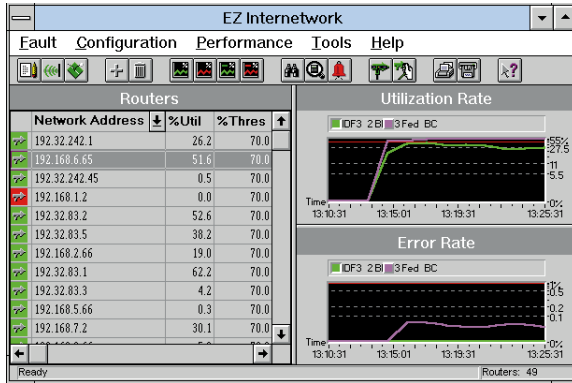 EZ Internetwork
Fault Configuration Performance Tools Help
Routers
Network Address %Util %Thres
192.32.242.1 26.2 70.0
192.168.6.65 51.6 70.0
192.32.242.45 0.5 70.0
192.168.1.2 0.0 70.0
192.32.83.2 52.6 70.0
192.32.83.5 38.2 70.0
192.168.2.66 19.0 70.0
192.32.83.1 62.2 70.0
192.32.83.3 4.2 70.0
192.168.5.66 0.3 70.0
192.168.7.2 30.1 70.0
Utilization Rate
IDF3 2BI 3Fed BC
55%
27.5
11
5.5
0%
Time
13:10:31 13:15:01 13:19:31 13:25:31
Error Rate
IDF3 2BI 3Fed BC
1%
0.5
0.2
0.1
0%
Time
13:10:31 13:15:01 13:19:31 13:25:31
Ready Routers: 49